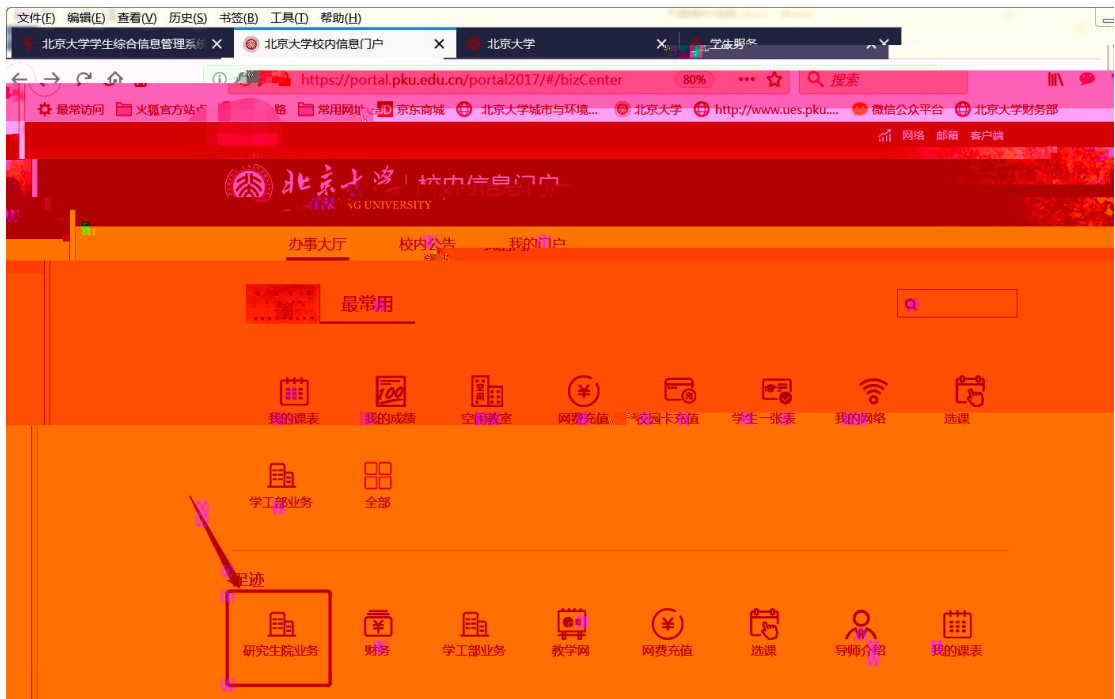 文件(F) 编辑(E) 查看(V) 历史(S) 书签(B) 工具(T) 帮助(H)
北京大学学生综合信息管理系 北京大学校内信息门户 北京大学
https://portal.pku.edu.cn/portal2017/#/bizCenter 80% 搜索
最常访问 火狐官方站点 常用网址 JD 京东商城 北京大学城市与环境... 北京大学 http://www.ues.pku.... 微信公众平台 北京大学财务部
网络 邮箱 客户端
北京大学 校内信息门户
NG UNIVERSITY
办事大厅 校内公告 我的门户
最常用
我的课表 我的成绩 空闲教室 网费充值 校园卡充值 学生一张表 我的网络 选课
学工部业务 全部
足迹
研究生院业务 财务 学工部业务 教学网 网费充值 选课 导师介绍 我的课表